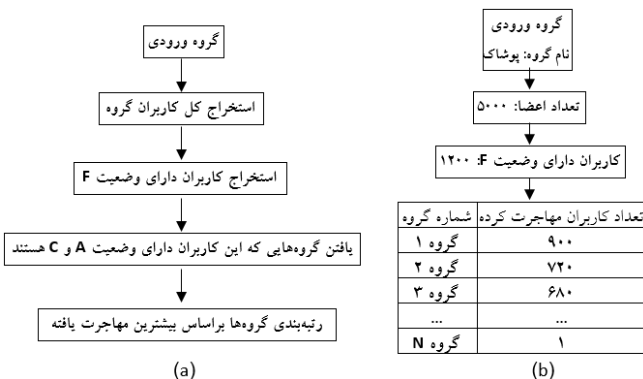 گروه ورودی
استخراج کل کاربران گروه
استخراج کاربران دارای وضعیت F
یافتن گروه‌هایی که این کاربران دارای وضعیت A و C هستند
رتبه‌بندی گروه‌ها براساس بیشترین مهاجرت یافته
(a)
گروه ورودی
نام گروه: پوشاک
تعداد اعضا: ۵۰۰۰
کاربران دارای وضعیت F: ۱۲۰۰
شماره گروه تعداد کاربران مهاجرت کرده
گروه ۱ ۹۰۰
گروه ۲ ۷۲۰
گروه ۳ ۶۸۰
... ...
گروه N ۱
(b)